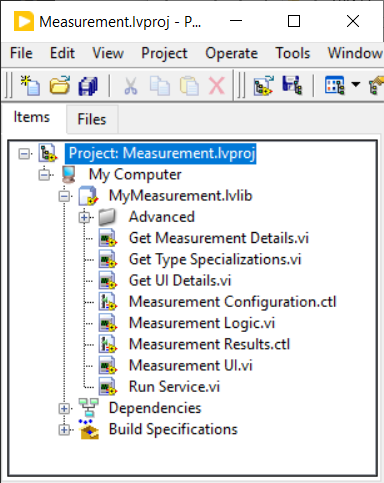 Measurement.lvproj - P...
File Edit View Project Operate Tools Window
Items Files
Project: Measurement.lvproj
My Computer
MyMeasurement.lvlib
Advanced
Get Measurement Details.vi
Get Type Specializations.vi
Get UI Details.vi
Measurement Configuration.ctl
Measurement Logic.vi
Measurement Results.ctl
Measurement UI.vi
Run Service.vi
Dependencies
Build Specifications